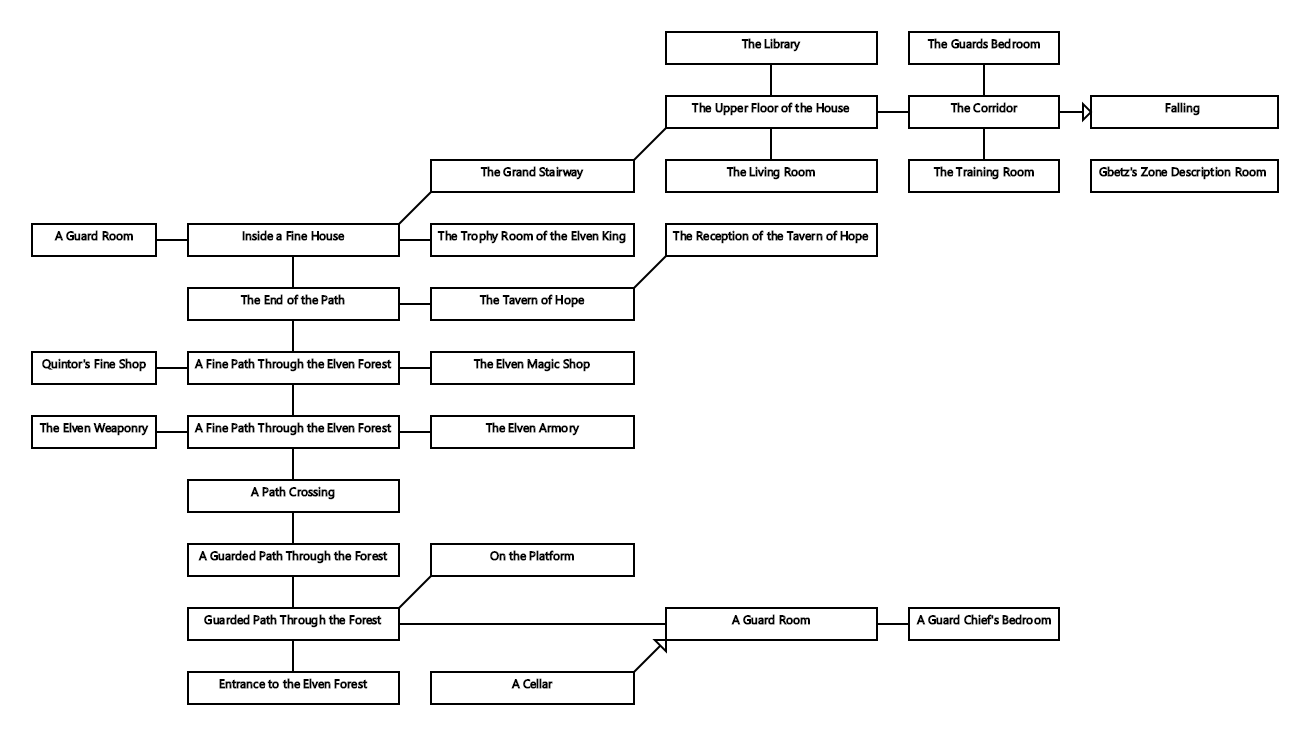 The Library
The Guards Bedroom
The Upper Floor of the House
The Corridor
Falling
The Grand Stairway
The Living Room
The Training Room
Gbetz's Zone Description Room
A Guard Room
Inside a Fine House
The Trophy Room of the Elven King
The Reception of the Tavern of Hope
The End of the Path
The Tavern of Hope
Quintor's Fine Shop
A Fine Path Through the Elven Forest
The Elven Magic Shop
The Elven Weaponry
A Fine Path Through the Elven Forest
The Elven Armory
A Path Crossing
A Guarded Path Through the Forest
On the Platform
Guarded Path Through the Forest
A Guard Room
A Guard Chief's Bedroom
Entrance to the Elven Forest
A Cellar